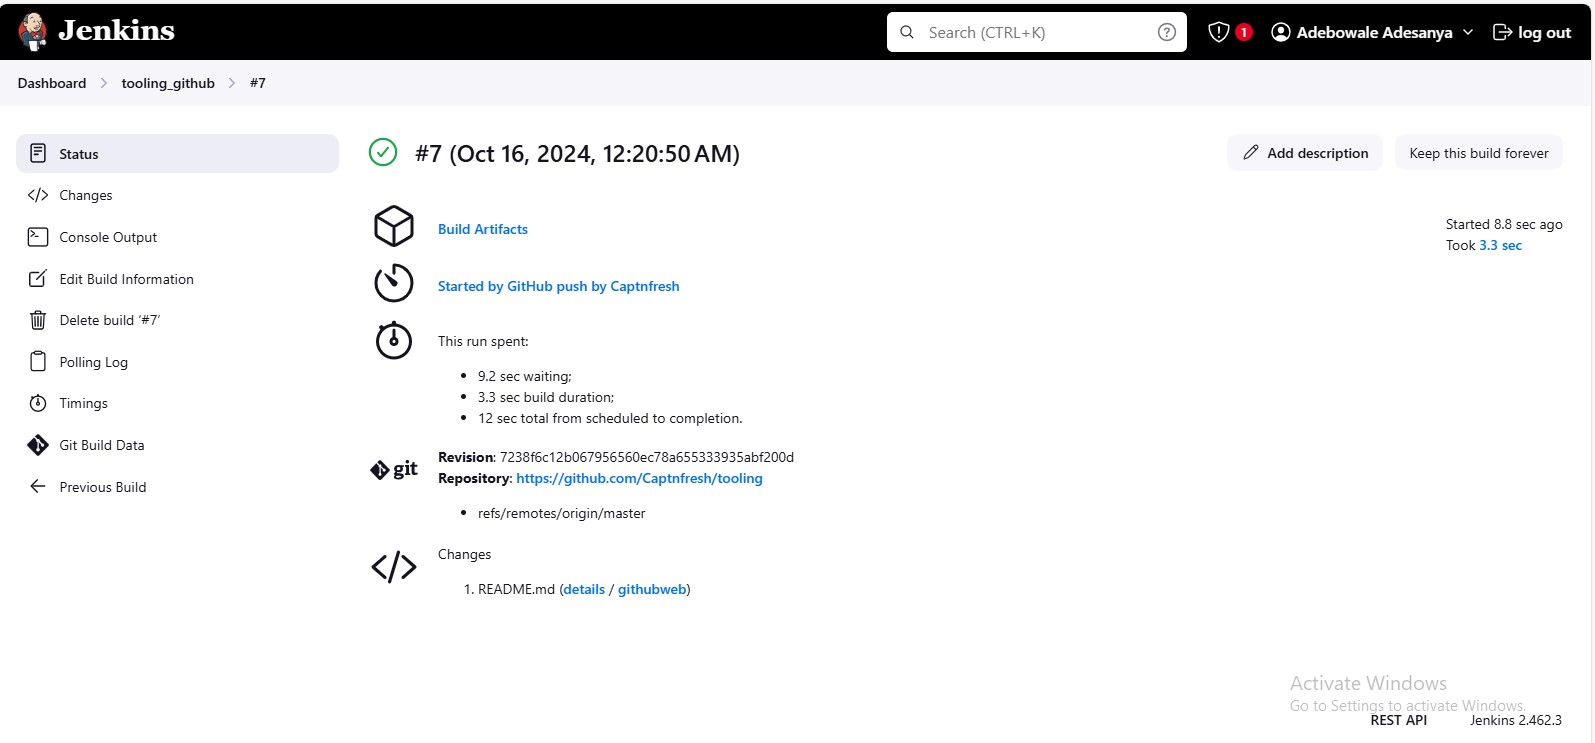 Jenkins
Search (CTRL+K)
?
1
Adebowale Adesanya
log out
Dashboard > tooling_github > #7
Status
Changes
Console Output
Edit Build Information
Delete build ‘#7’
Polling Log
Timings
Git Build Data
Previous Build
#7 (Oct 16, 2024, 12:20:50 AM)
Add description
Keep this build forever
Build Artifacts
Started 8.8 sec ago
Took 3.3 sec
Started by GitHub push by Captnfresh
This run spent:
• 9.2 sec waiting;
• 3.3 sec build duration;
• 12 sec total from scheduled to completion.
git
Revision: 7238f6c12b067956560ec78a655333935abf200d
Repository: https://github.com/Captnfresh/tooling
• refs/remotes/origin/master
Changes
1. README.md (details / githubweb)
Activate Windows
Go to Settings to activate Windows.
REST API
Jenkins 2.462.3